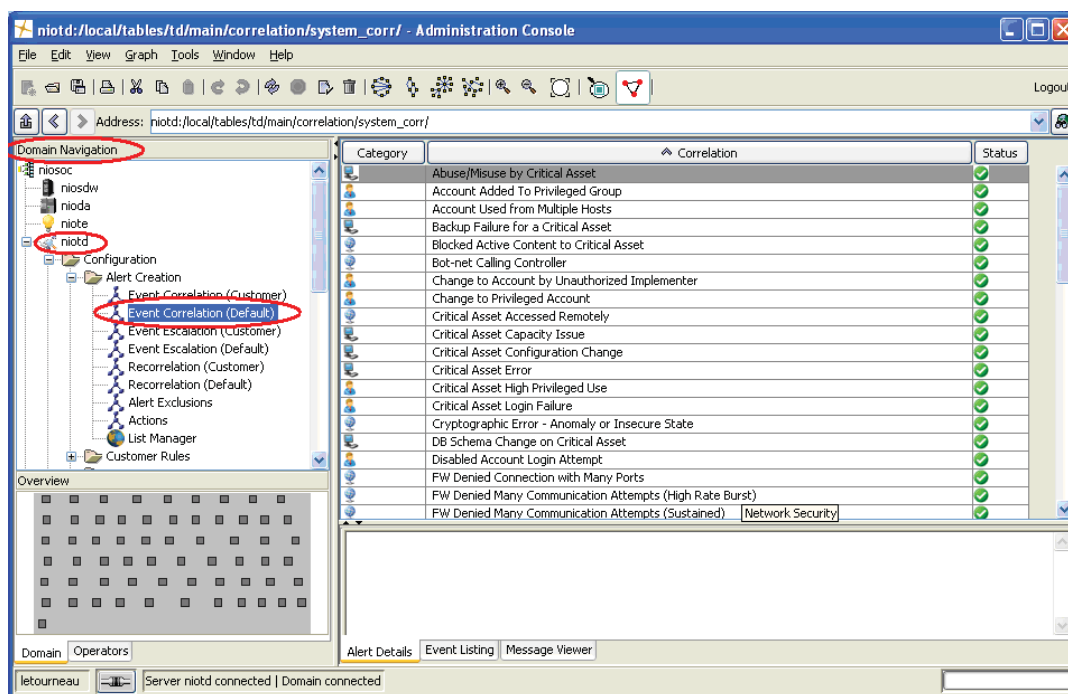 niotd:/local/tables/td/main/correlation/system_corr/ - Administration Console
File Edit View Graph Tools Window Help
Logout
Address: niotd:/local/tables/td/main/correlation/system_corr/
Domain Navigation
niosoc
niosdw
nioda
niote
niotd
Configuration
Alert Creation
Event Correlation (Customer)
Event Correlation (Default)
Event Escalation (Customer)
Event Escalation (Default)
Recorrelation (Customer)
Recorrelation (Default)
Alert Exclusions
Actions
List Manager
Customer Rules
Overview
Domain Operators
Category Correlation Status
Abuse/Misuse by Critical Asset
Account Added To Privileged Group
Account Used from Multiple Hosts
Backup Failure for a Critical Asset
Blocked Active Content to Critical Asset
Bot-net Calling Controller
Change to Account by Unauthorized Implementer
Change to Privileged Account
Critical Asset Accessed Remotely
Critical Asset Capacity Issue
Critical Asset Configuration Change
Critical Asset Error
Critical Asset High Privileged Use
Critical Asset Login Failure
Cryptographic Error - Anomaly or Insecure State
DB Schema Change on Critical Asset
Disabled Account Login Attempt
FW Denied Connection with Many Ports
FW Denied Many Communication Attempts (High Rate Burst)
FW Denied Many Communication Attempts (Sustained) Network Security
Alert Details Event Listing Message Viewer
letourneau Server niotd connected | Domain connected